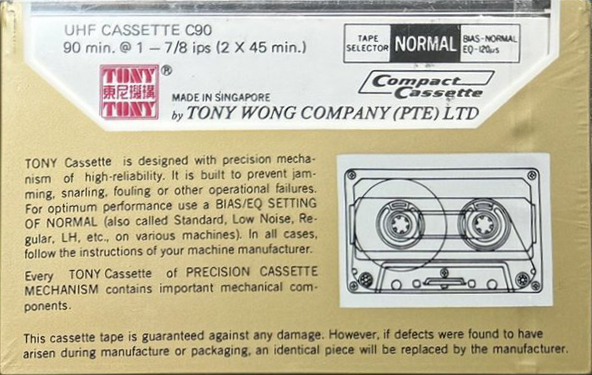 UHF CASSETTE C90
90 min. @ 1 – 7/8 ips (2 X 45 min.)
TAPE
SELECTOR
NORMAL
BIAS-NORMAL
EQ-120μs
TONY
東尼機構
TONY
®
Compact
Cassette
MADE IN SINGAPORE
by TONY WONG COMPANY (PTE) LTD
TONY Cassette is designed with precision mecha-
nism of high-reliability. It is built to prevent jam-
ming, snarling, fouling or other operational failures.
For optimum performance use a BIAS/EQ SETTING
OF NORMAL (also called Standard, Low Noise, Re-
gular, LH, etc., on various machines). In all cases,
follow the instructions of your machine manufacturer.
Every TONY Cassette of PRECISION CASSETTE
MECHANISM contains important mechanical com-
ponents.
This cassette tape is guaranteed against any damage. However, if defects were found to have
arisen during manufacture or packaging, an identical piece will be replaced by the manufacturer.